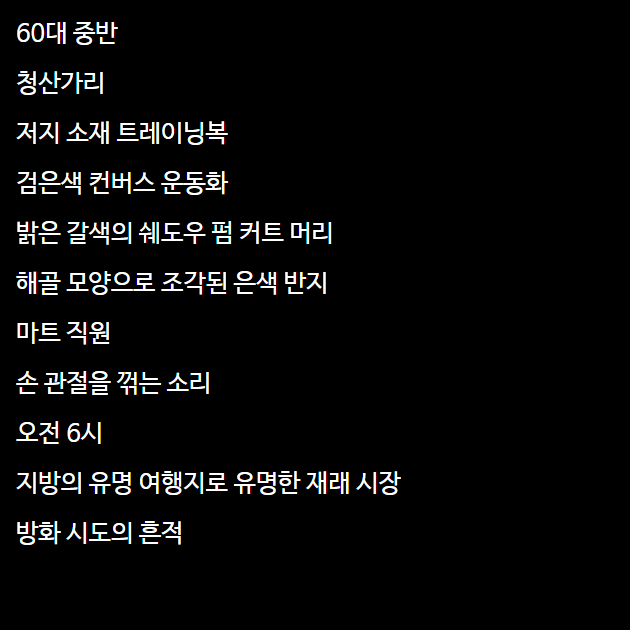 60대 중반
청산가리
저지 소재 트레이닝복
검은색 컨버스 운동화
밝은 갈색의 쉐도우 펌 커트 머리
해골 모양으로 조각된 은색 반지
마트 직원
손 관절을 꺾는 소리
오전 6시
지방의 유명 여행지로 유명한 재래 시장
방화 시도의 흔적